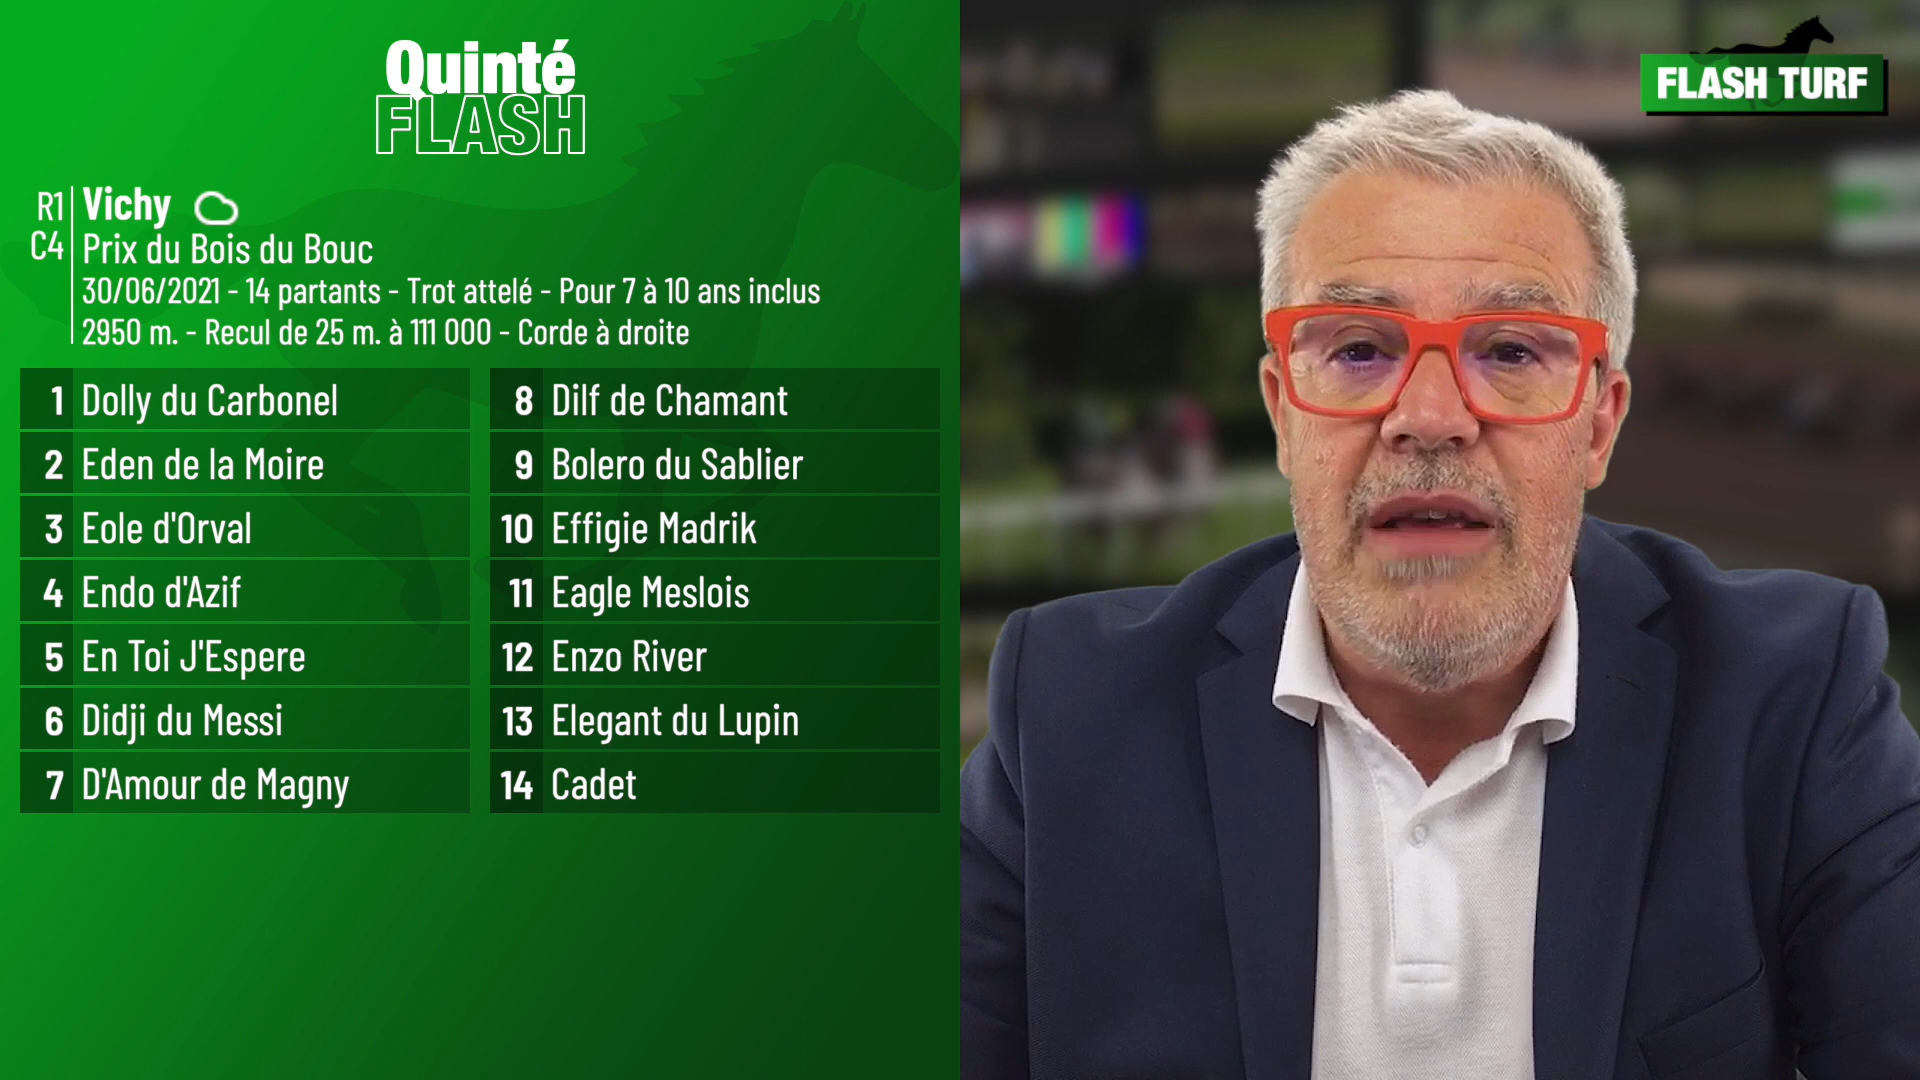 Quinté
FLASH
FLASH TURF
R1 Vichy
C4 Prix du Bois du Bouc
30/06/2021 - 14 partants - Trot attelé - Pour 7 à 10 ans inclus
2950 m. - Recul de 25 m. à 111 000 - Corde à droite
1 Dolly du Carbonel
2 Eden de la Moire
3 Eole d'Orval
4 Endo d'Azif
5 En Toi J'Espere
6 Didji du Messi
7 D'Amour de Magny
8 Dilf de Chamant
9 Bolero du Sablier
10 Effigie Madrik
11 Eagle Meslois
12 Enzo River
13 Elegant du Lupin
14 Cadet